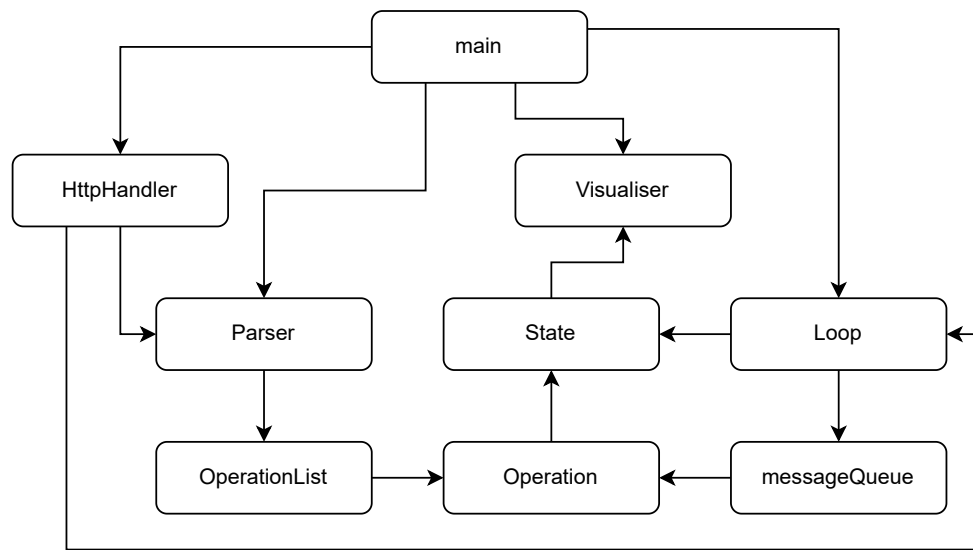 main
HttpHandler
Visualiser
Parser
State
Loop
OperationList
Operation
messageQueue